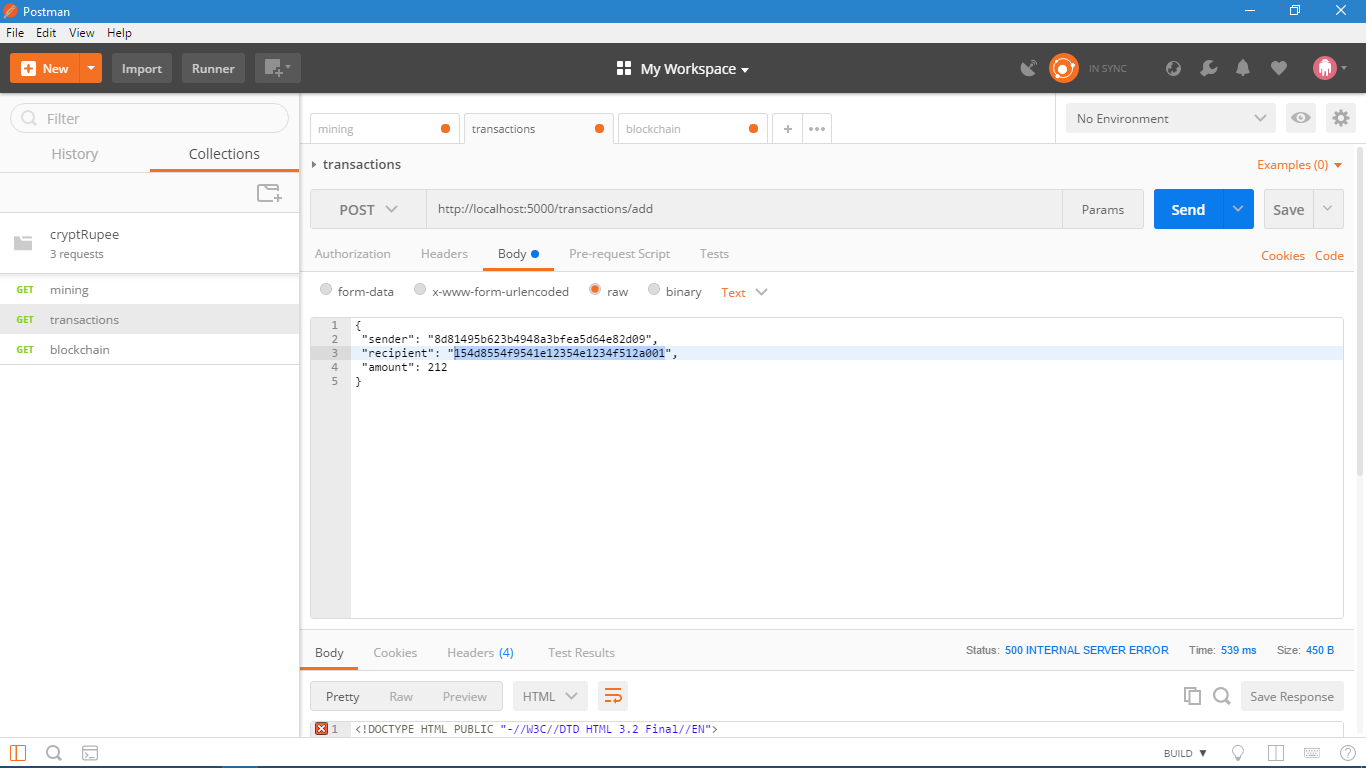 Postman
File Edit View Help
New Import Runner My Workspace IN SYNC
Filter
History Collections
cryptRupee
3 requests
GET mining
GET transactions
GET blockchain
mining transactions blockchain + ••• No Environment
transactions Examples (0)
POST http://localhost:5000/transactions/add Params Send Save
Authorization Headers Body Pre-request Script Tests Cookies Code
form-data x-www-form-urlencoded raw binary Text
1 {
2 "sender": "8d81495b623b4948a3bfea5d64e82d09",
3 "recipient": "154d8554f9541e12354e1234f512a001",
4 "amount": 212
5 }
Body Cookies Headers (4) Test Results Status: 500 INTERNAL SERVER ERROR Time: 539 ms Size: 450 B
Pretty Raw Preview HTML Save Response
1 <!DOCTYPE HTML PUBLIC "-//W3C//DTD HTML 3.2 Final//EN">
BUILD